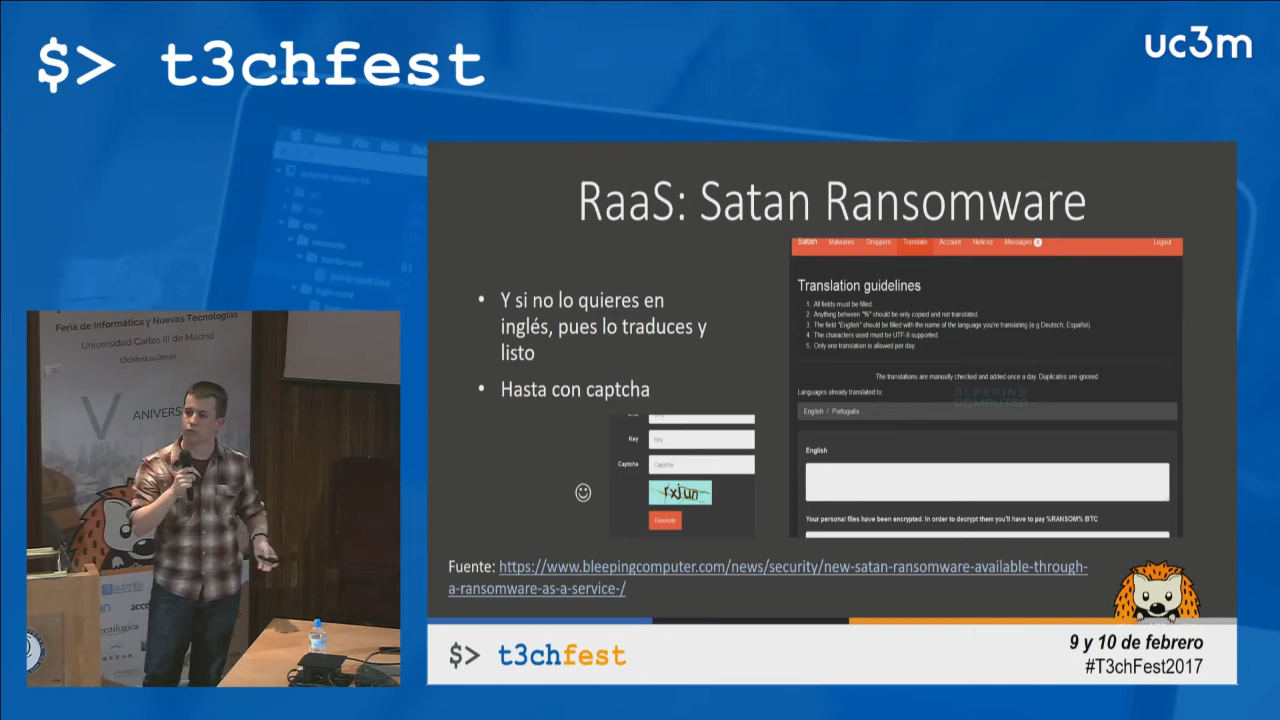 $> t3chfest
uc3m
RaaS: Satan Ransomware
• Y si no lo quieres en
inglés, pues lo traduces y
listo
• Hasta con captcha
Key
Key
Captcha
Captcha
rxjun
Generate
Satan Malwares Droppers Translate Account Notices Messages 0 Logout
Translation guidelines
1. All fields must be filled.
2. Anything between "%" should be only copied and not translated.
3. The field "English" should be filled with the name of the language you're translating (e.g Deutsch, Español).
4. The characters used must be UTF-8 supported.
5. Only one translation is allowed per day.
The translations are manually checked and added once a day. Duplicates are ignored.
Languages already translated to:
BLEEPING
COMPUTER
English / Português
English
Your personal files have been encrypted. In order to decrypt them you'll have to pay %RANSOM% BTC
Fuente: https://www.bleepingcomputer.com/news/security/new-satan-ransomware-available-through-
a-ransomware-as-a-service-/
$> t3chfest
9 y 10 de febrero
#T3chFest2017
Feria de Informática y Nuevas Tecnologías
Universidad Carlos III de Madrid
t3chfest.uc3m.es
V ANIVERS
autentia